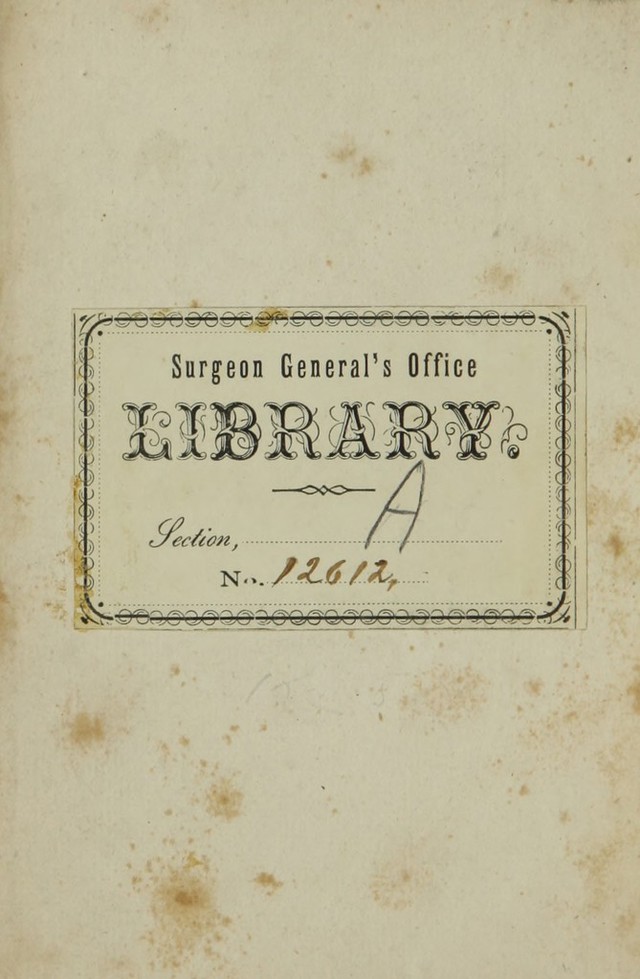 Surgeon General's Office
LIBRARY.
Section, A
No. 12612,